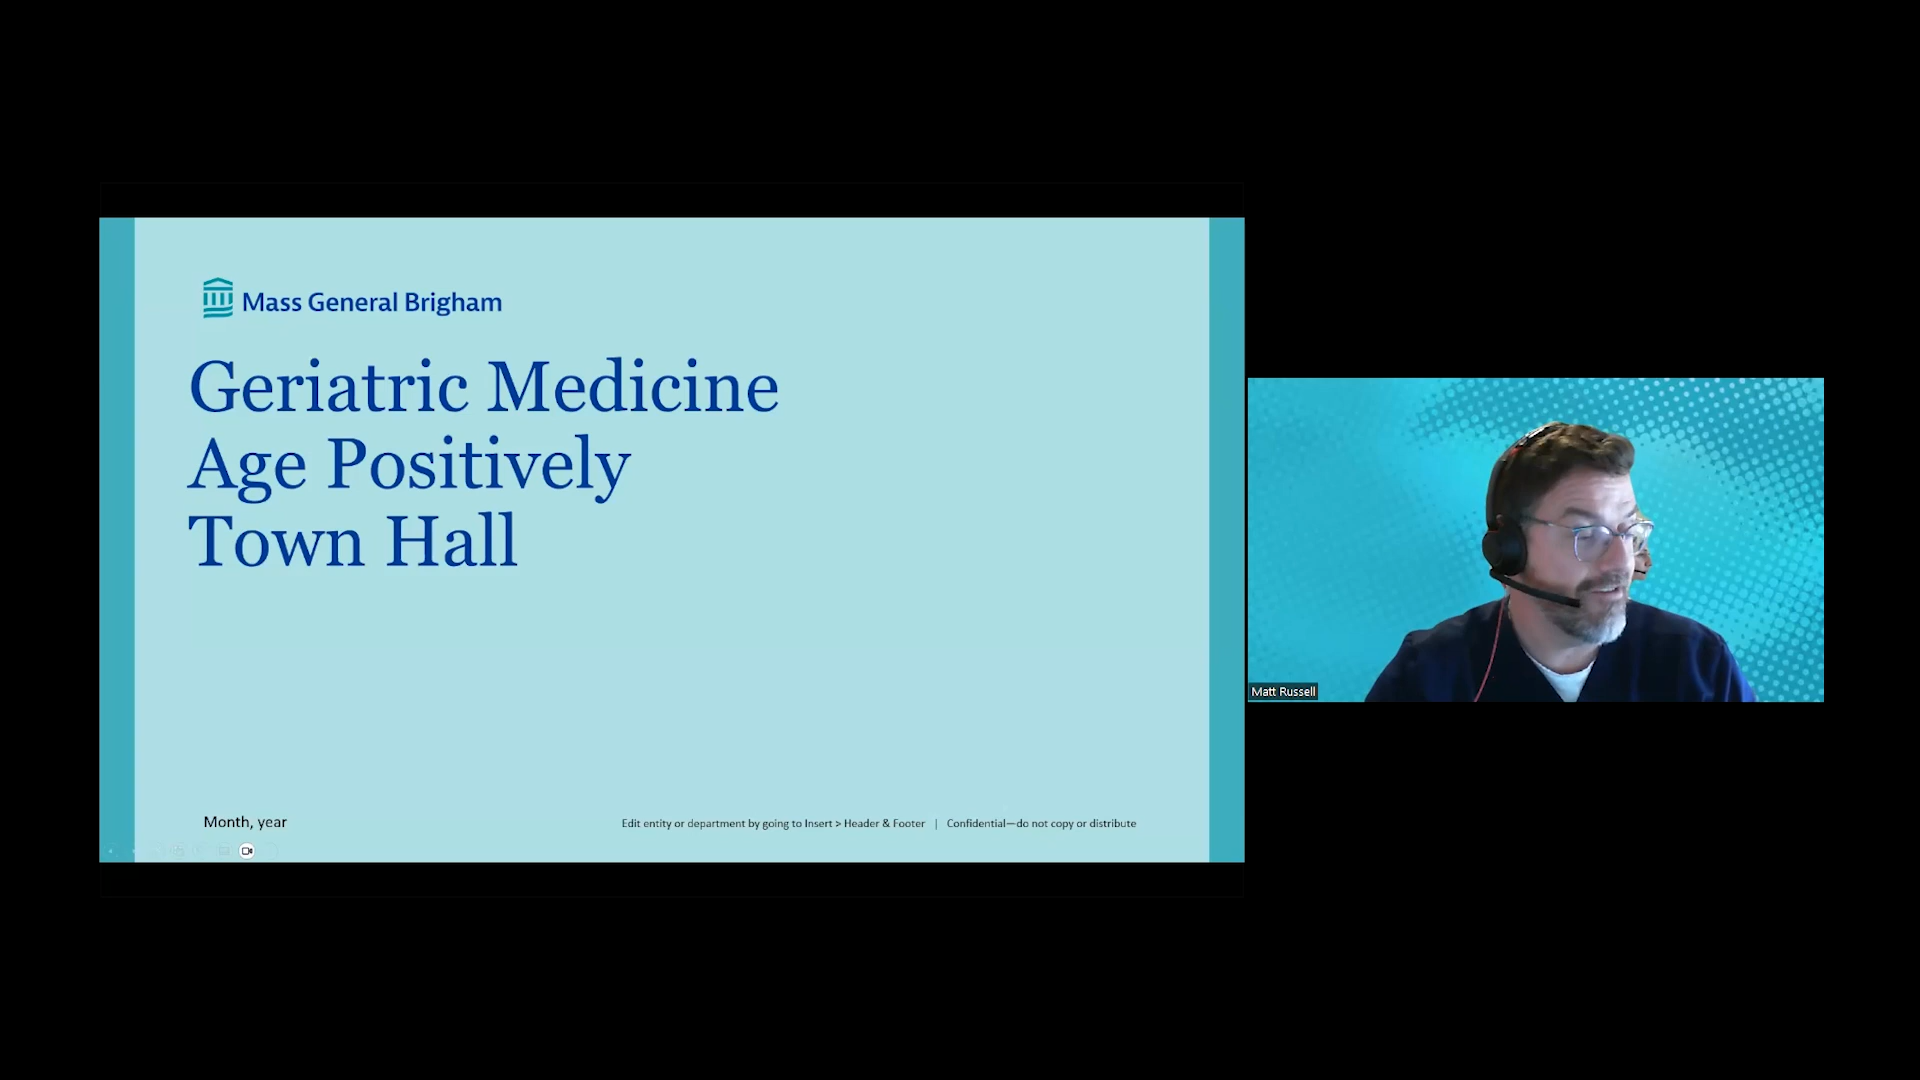 Mass General Brigham
Geriatric Medicine
Age Positively
Town Hall
Month, year
Edit entity or department by going to Insert > Header & Footer | Confidential—do not copy or distribute
Matt Russell